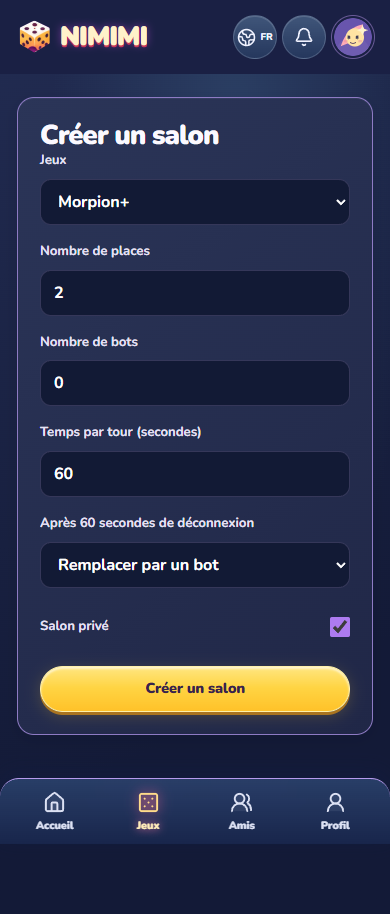 NIMIMI
FR
Créer un salon
Jeux
Morpion+
Nombre de places
2
Nombre de bots
0
Temps par tour (secondes)
60
Après 60 secondes de déconnexion
Remplacer par un bot
Salon privé
Créer un salon
Accueil
Jeux
Amis
Profil